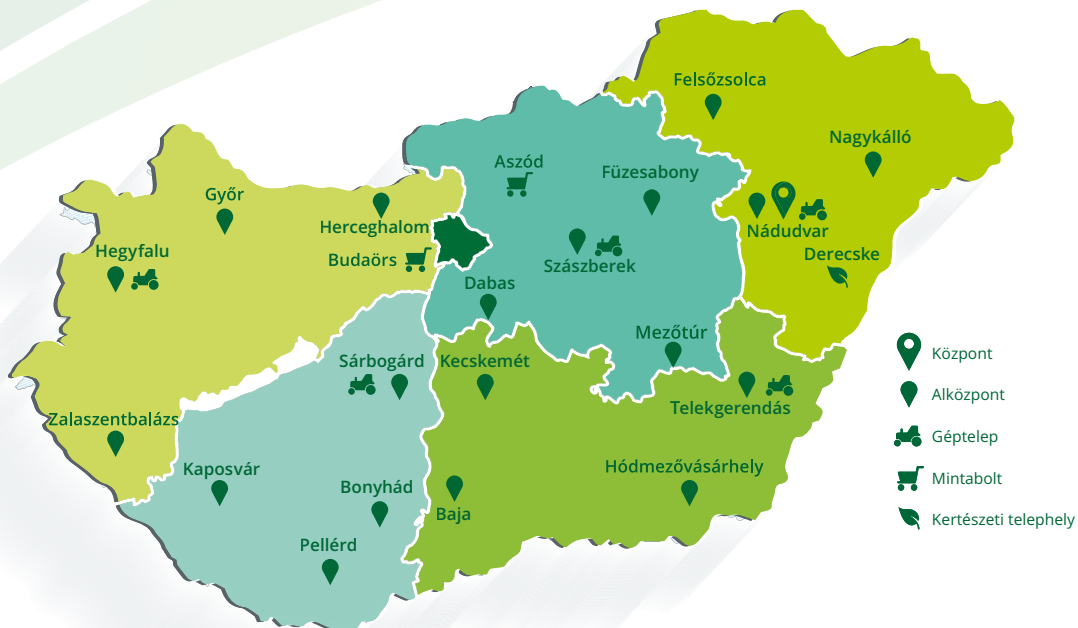 Felsőzsolca
Nagykálló
Aszód
Füzesabony
Győr
Herceghalom
Nádudvar
Hegyfalu
Budaörs
Szászberek
Derecske
Dabas
Mezőtúr
Sárbogárd
Kecskemét
Központ
Alközpont
Telekgerendás
Zalaszentbalázs
Géptelep
Kaposvár
Hódmezővásárhely
Mintabolt
Bonyhád
Baja
Kertészeti telephely
Pellérd